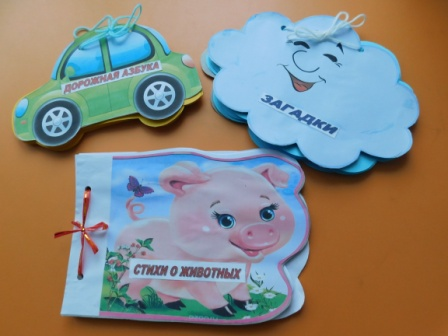 ДОРОЖНАЯ АЗБУКА
ЗАГАДКИ
СТИХИ О ЖИВОТНЫХ